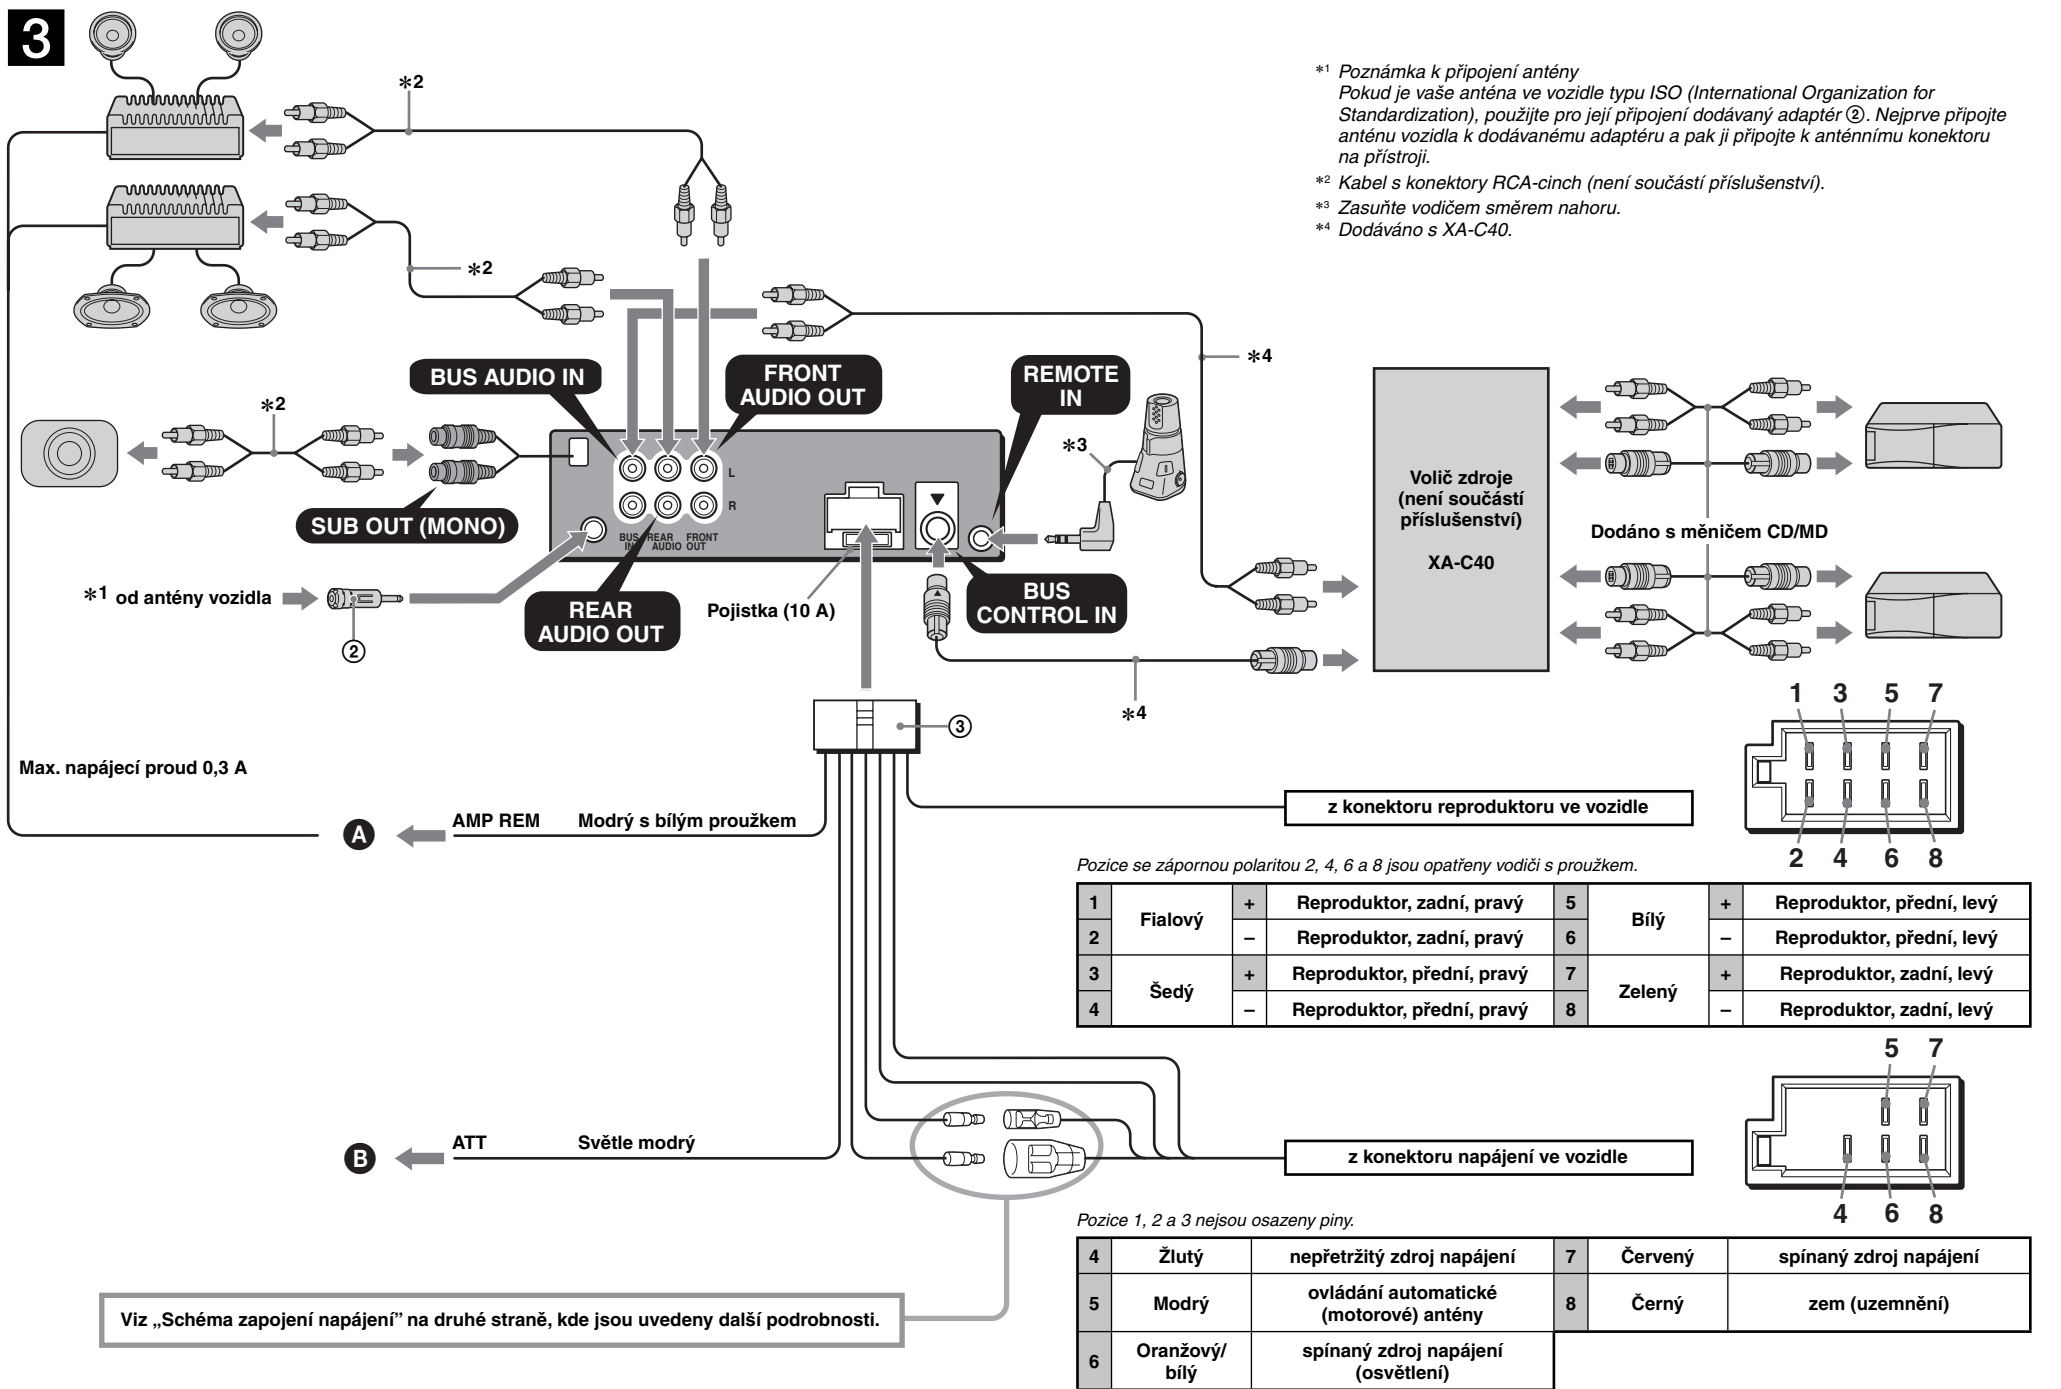 3
*2
*1 Poznámka k připojení antény
Pokud je vaše anténa ve vozidle typu ISO (International Organization for
Standardization), použijte pro její připojení dodávaný adaptér ②. Nejprve připojte
anténu vozidla k dodávanému adaptéru a pak ji připojte k anténnímu konektoru
na přístroji.
*2 Kabel s konektory RCA-cinch (není součástí příslušenství).
*3 Zasuňte vodičem směrem nahoru.
*4 Dodáváno s XA-C40.
*2
*4
BUS AUDIO IN
FRONT
AUDIO OUT
REMOTE
IN
*2
*3
L
R
BUS REAR FRONT
IN AUDIO OUT
SUB OUT (MONO)
Volič zdroje
(není součástí
příslušenství)
XA-C40
Dodáno s měničem CD/MD
*1 od antény vozidla
②
REAR
AUDIO OUT
Pojistka (10 A)
BUS
CONTROL IN
*4
③
1 3 5 7
2 4 6 8
Max. napájecí proud 0,3 A
z konektoru reproduktoru ve vozidle
A
AMP REM Modrý s bílým proužkem
Pozice se zápornou polaritou 2, 4, 6 a 8 jsou opatřeny vodiči s proužkem.
1 Fialový + Reproduktor, zadní, pravý 5 Bílý + Reproduktor, přední, levý
2 – Reproduktor, zadní, pravý 6 – Reproduktor, přední, levý
3 Šedý + Reproduktor, přední, pravý 7 Zelený + Reproduktor, zadní, levý
4 – Reproduktor, přední, pravý 8 – Reproduktor, zadní, levý
5 7
4 6 8
B
ATT Světle modrý
z konektoru napájení ve vozidle
Pozice 1, 2 a 3 nejsou osazeny piny.
4 Žlutý nepřetržitý zdroj napájení 7 Červený spínaný zdroj napájení
5 Modrý ovládání automatické
(motorové) antény 8 Černý zem (uzemnění)
6 Oranžový/
bílý spínaný zdroj napájení
(osvětlení)
Viz „Schéma zapojení napájení” na druhé straně, kde jsou uvedeny další podrobnosti.